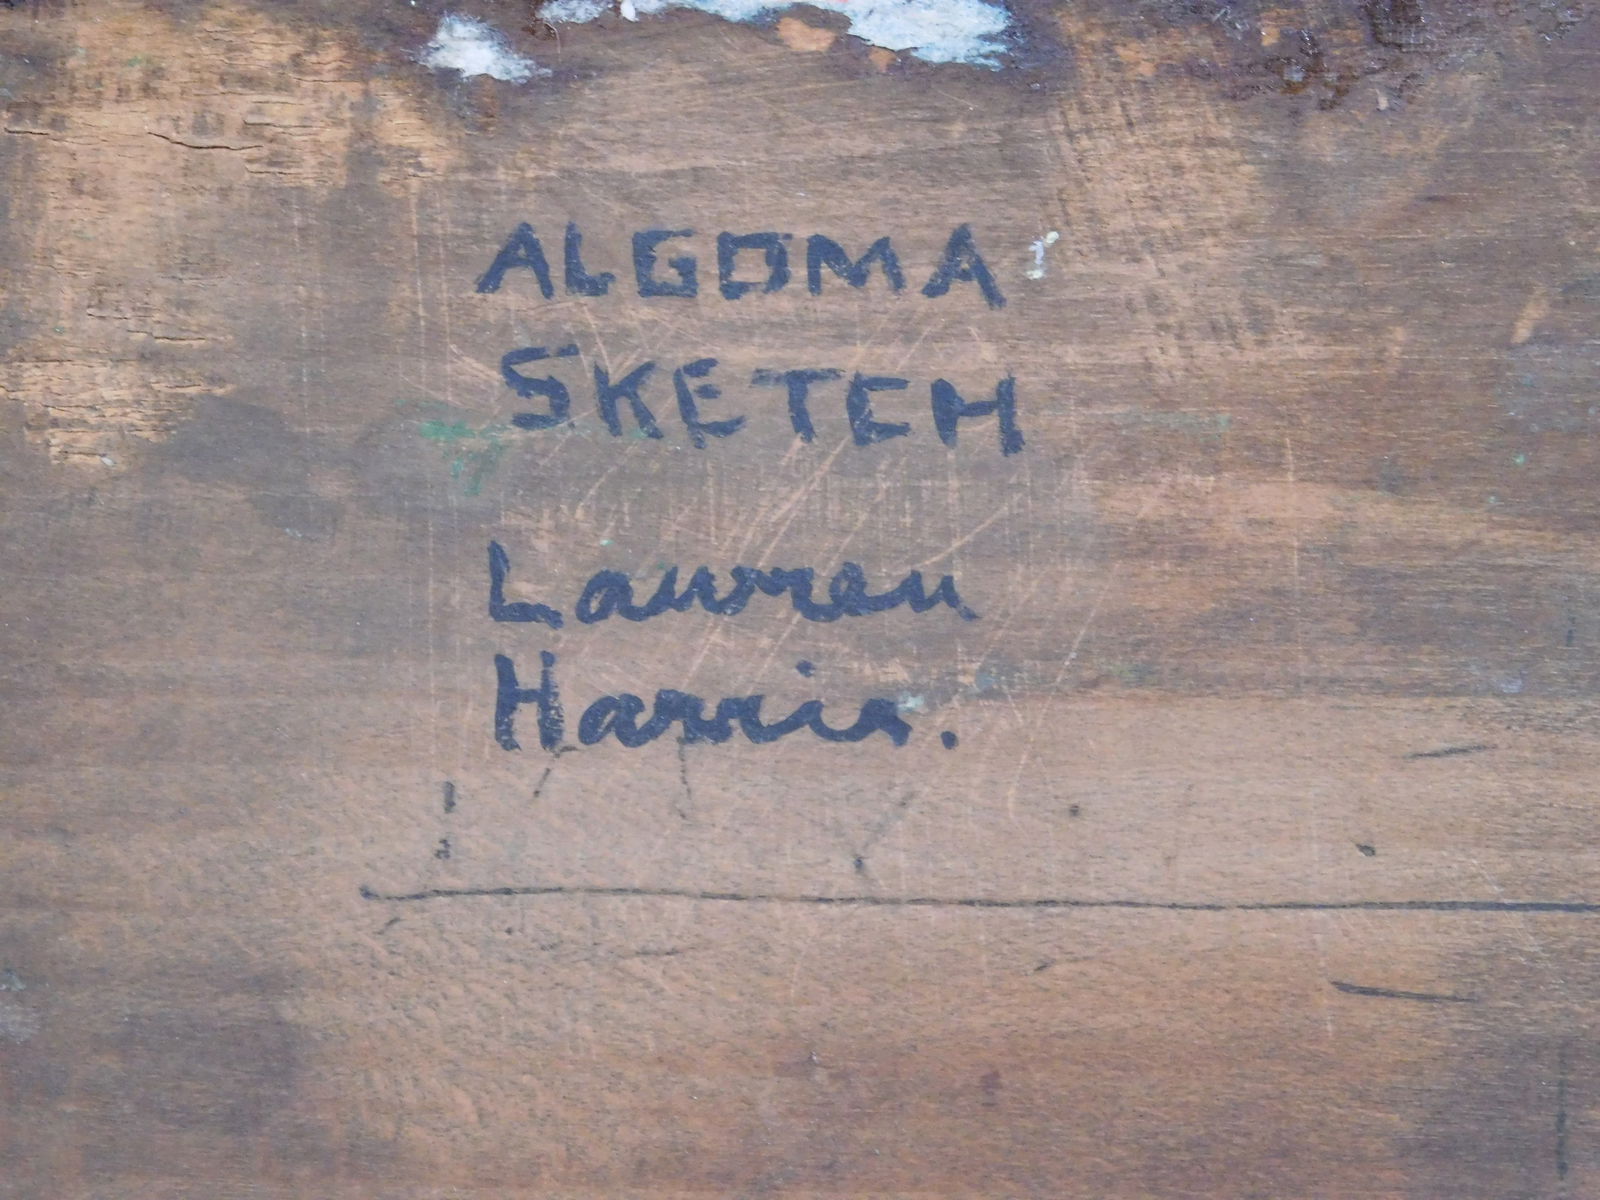 ALGOMA
SKETCH
Lawren
Harris.